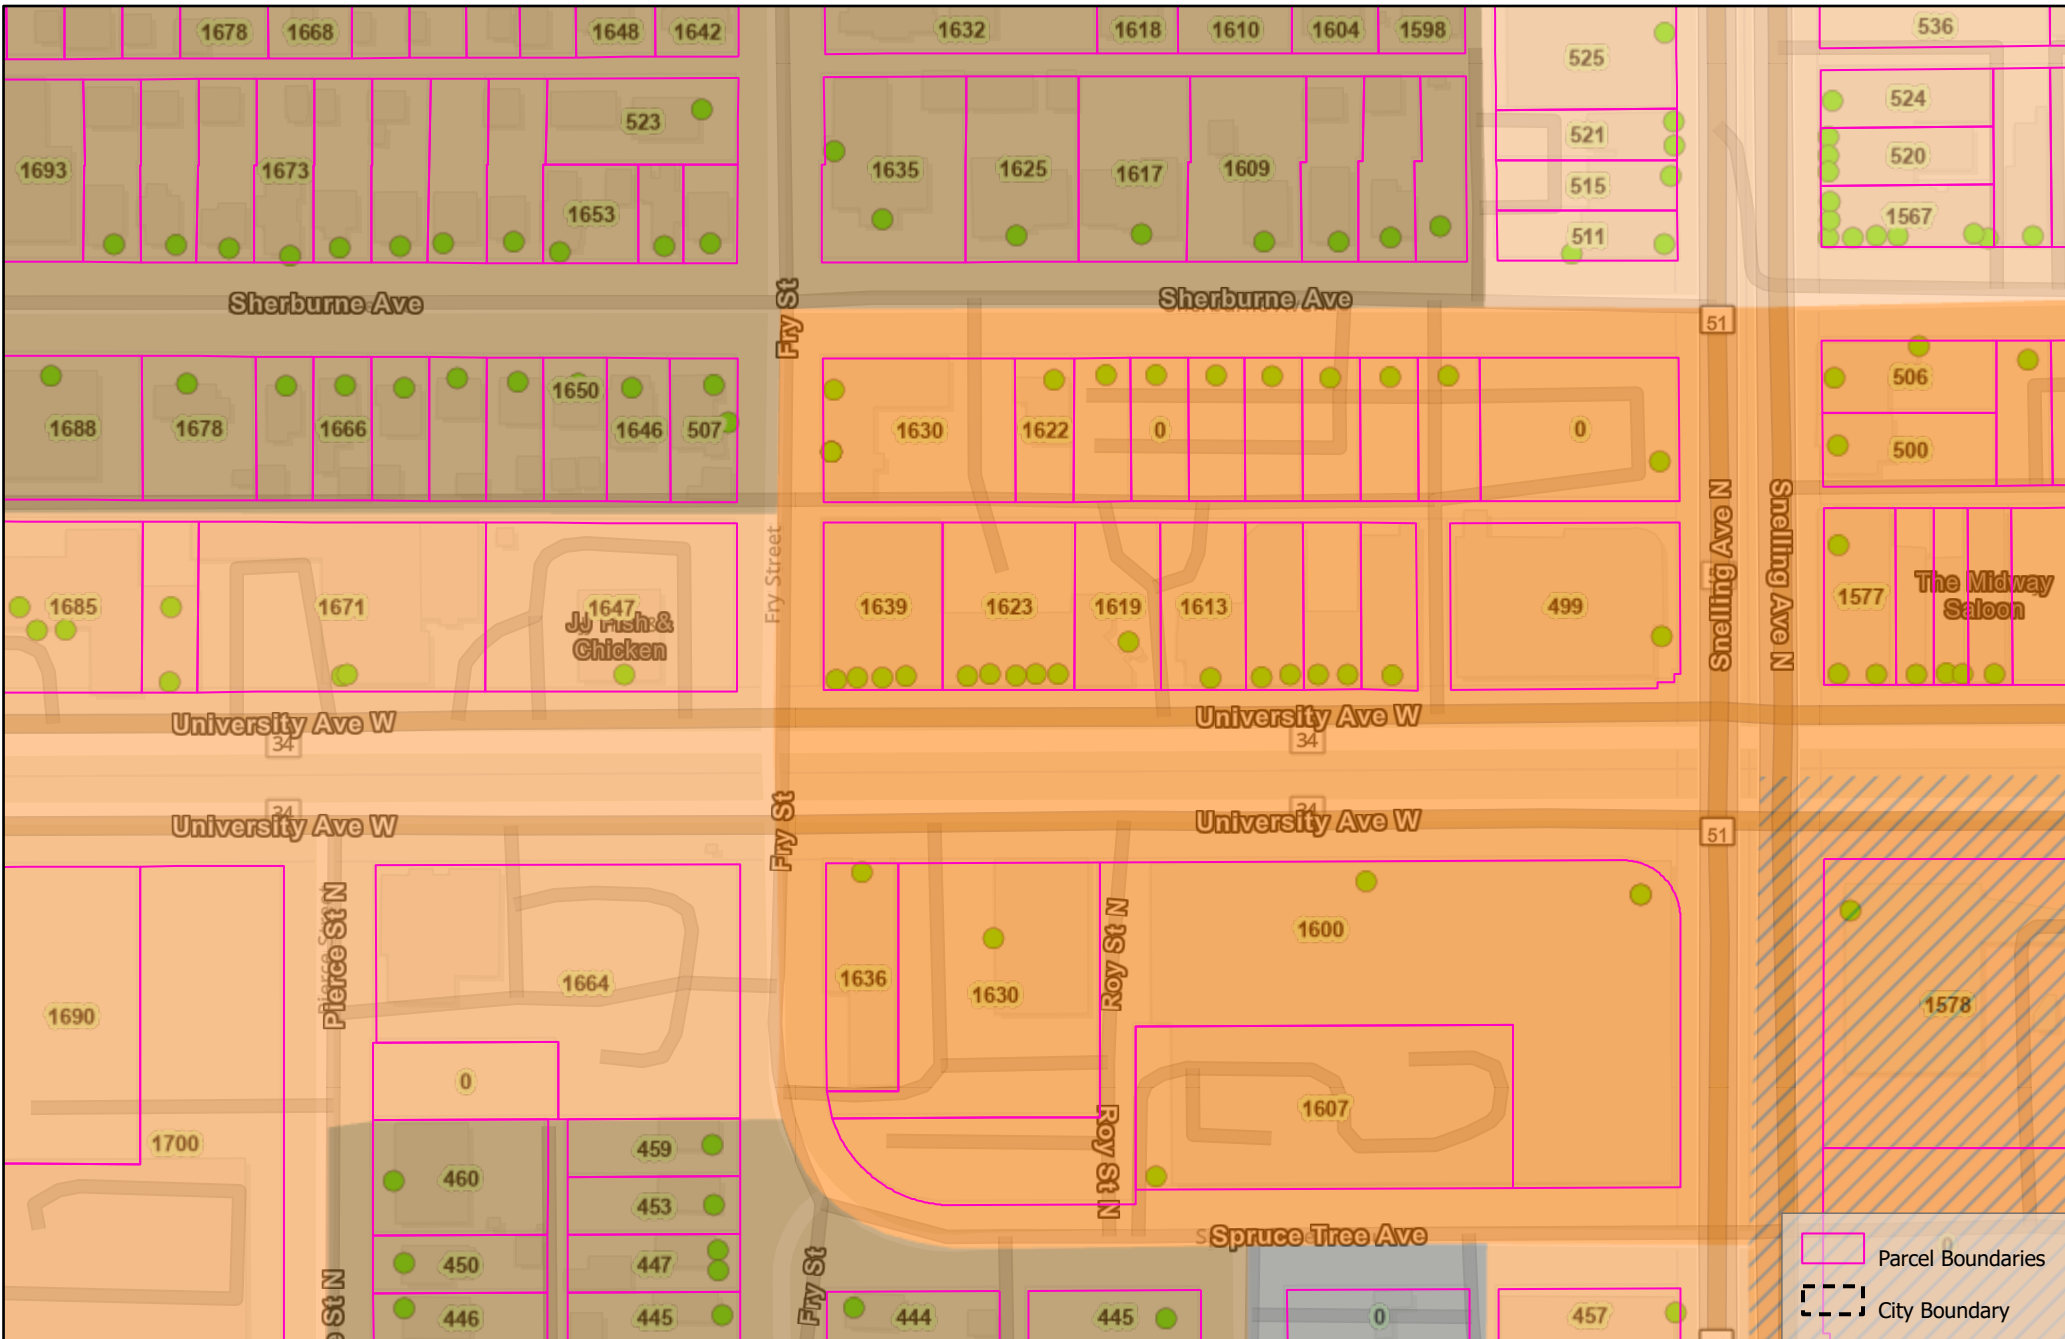 1678 1668 1648 1642 1632 1618 1610 1604 1598 525 536
523 521 524
1693 1673 1653 1635 1625 1617 1609 515 520
511 1567
Sherburne Ave
Fry St
Sherburne Ave
51
1688 1678 1666 1650 1646 507 1630 1622 0 0 506
500
Snelling Ave N
Snelling Ave N
Fry Street
1685 1671 1647 1639 1623 1619 1613 499 1577
JJ Fish &
Chicken
The Midway
Saloon
University Ave W
34
University Ave W
34
University Ave W
34
University Ave W
34
Fry St
51
Pierce St N
Pierce Street
1690 1664 1636 1630 1600 1578
Roy St N
0
1607
Roy St N
1700 460 459
453
450 447
446 445 444 445 0 457
Fry St
Spruce Tree Ave
0
Parcel Boundaries
City Boundary